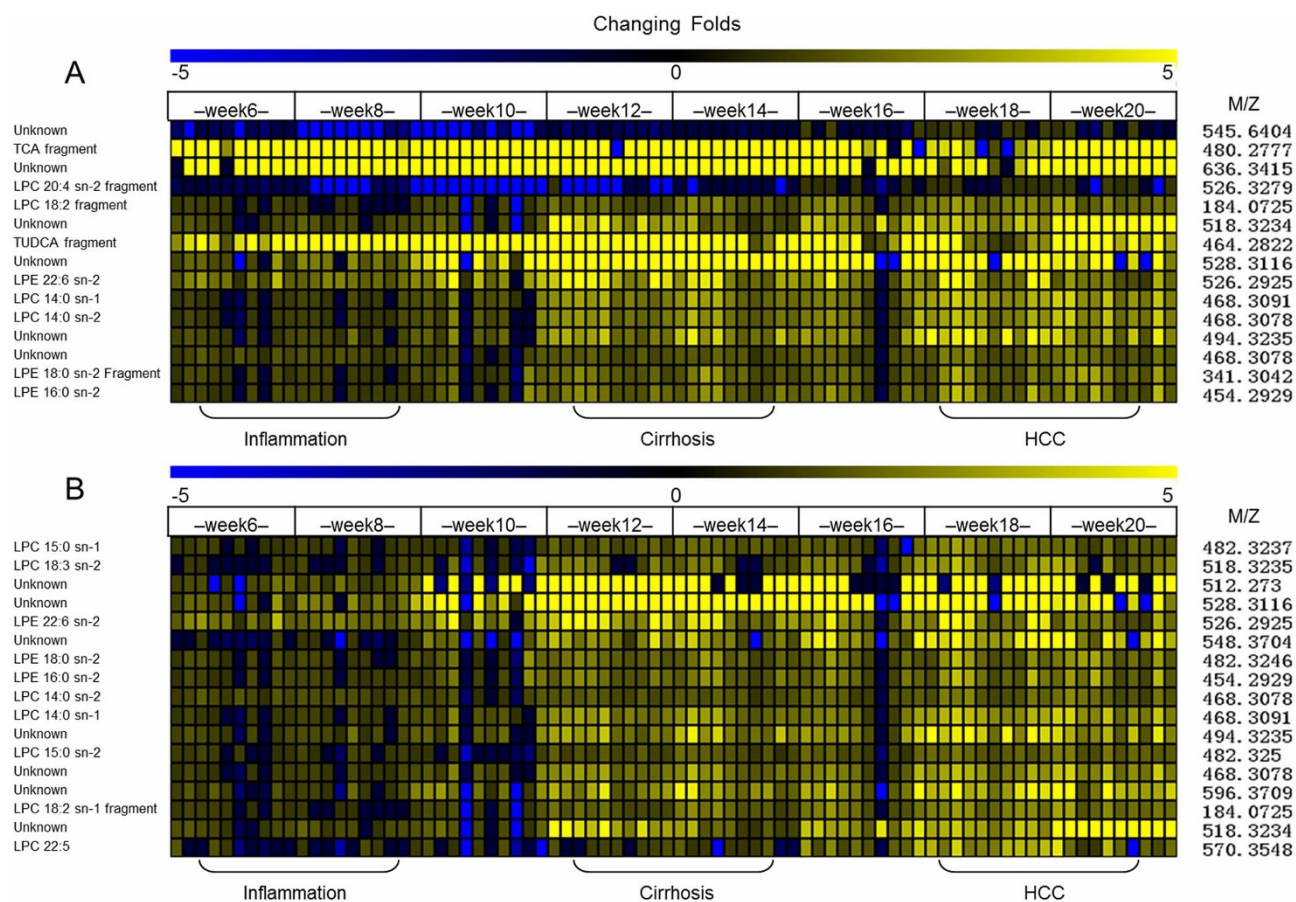 Changing Folds
A
-5 0 5
–week6– –week8– –week10– –week12– –week14– –week16– –week18– –week20– M/Z
Unknown 545.6404
TCA fragment 480.2777
Unknown 636.3415
LPC 20:4 sn-2 fragment 526.3279
LPC 18:2 fragment 184.0725
Unknown 518.3234
TUDCA fragment 464.2822
Unknown 528.3116
LPE 22:6 sn-2 526.2925
LPC 14:0 sn-1 468.3091
LPC 14:0 sn-2 468.3078
Unknown 494.3235
Unknown 468.3078
LPE 18:0 sn-2 Fragment 341.3042
LPE 16:0 sn-2 454.2929
Inflammation Cirrhosis HCC
B
-5 0 5
–week6– –week8– –week10– –week12– –week14– –week16– –week18– –week20– M/Z
LPC 15:0 sn-1 482.3237
LPC 18:3 sn-2 518.3235
Unknown 512.273
Unknown 528.3116
LPE 22:6 sn-2 526.2925
Unknown 548.3704
LPE 18:0 sn-2 482.3246
LPE 16:0 sn-2 454.2929
LPC 14:0 sn-2 468.3078
LPC 14:0 sn-1 468.3091
Unknown 494.3235
LPC 15:0 sn-2 482.325
Unknown 468.3078
Unknown 596.3709
LPC 18:2 sn-1 fragment 184.0725
Unknown 518.3234
LPC 22:5 570.3548
Inflammation Cirrhosis HCC